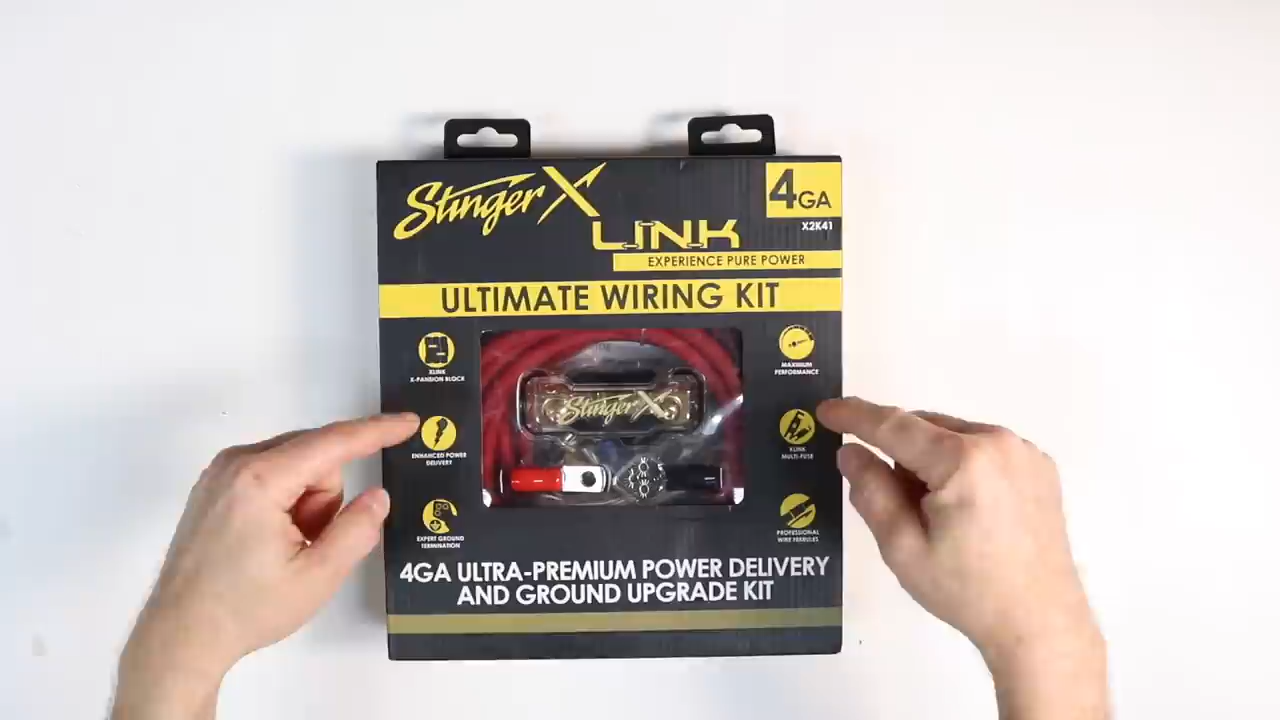 Stinger X
4GA
X2K41
LINK
EXPERIENCE PURE POWER
ULTIMATE WIRING KIT
XLINK
X-PANSION BLOCK
MAXIMUM
PERFORMANCE
Stinger X
ENHANCED POWER
DELIVERY
XLINK
MULTI-FUSE
EXPERT GROUND
TERMINATION
PROFESSIONAL
WIRE FERRULES
4GA ULTRA-PREMIUM POWER DELIVERY
AND GROUND UPGRADE KIT